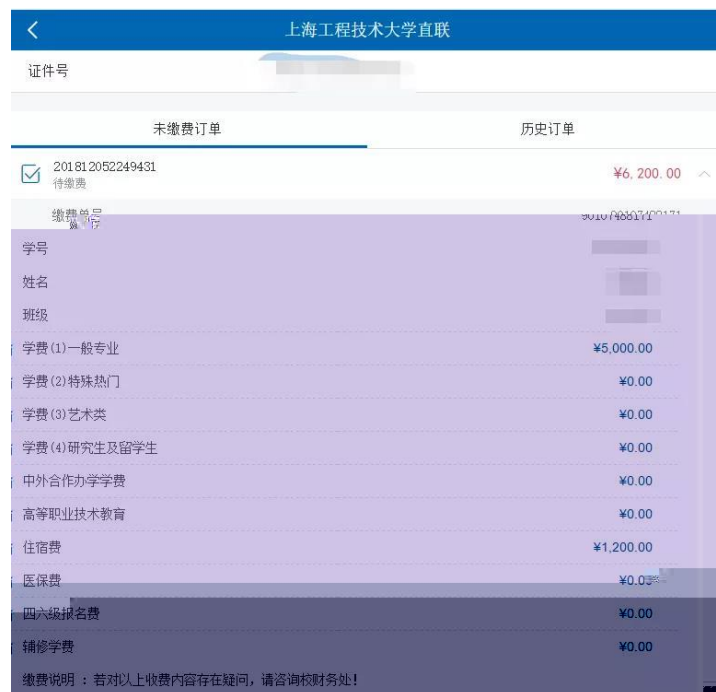 上海工程技术大学直联
证件号
未缴费订单 历史订单
201812052249431 ¥6,200.00
待缴费
缴费单号
学号
姓名
班级
学费(1)一般专业 ¥5,000.00
学费(2)特殊热门 ¥0.00
学费(3)艺术类 ¥0.00
学费(4)研究生及留学生 ¥0.00
中外合作办学学费 ¥0.00
高等职业技术教育 ¥0.00
住宿费 ¥1,200.00
医保费
四六级报名费 ¥0.00
辅修学费 ¥0.00
缴费说明 : 若对以上收费内容存在疑问, 请咨询校财务处!